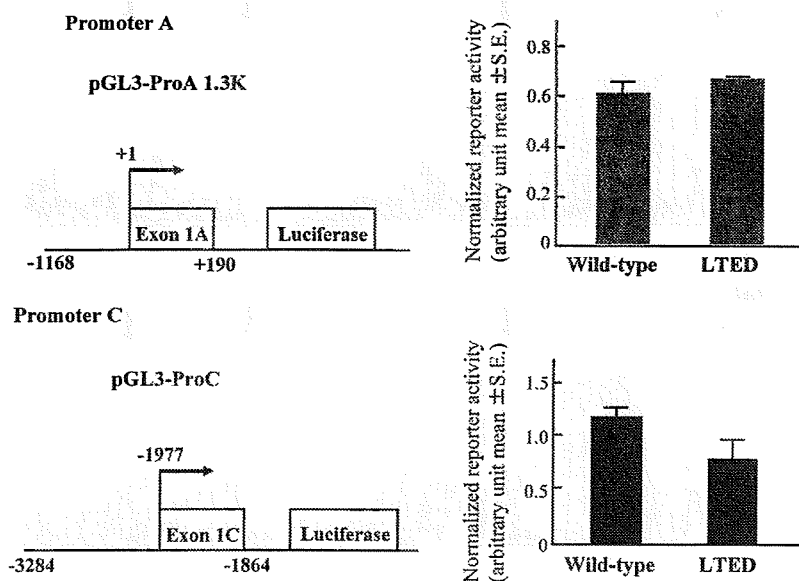 Promoter A
pGL3-ProA 1.3K
+1
Exon 1A
Luciferase
-1168
+190
Normalized reporter activity
(arbitrary unit mean ±S.E.)
0.8
0.6
0.4
0.2
0
Wild-type
LTED
Promoter C
pGL3-ProC
-1977
Exon 1C
Luciferase
-3284
-1864
Normalized reporter activity
(arbitrary unit mean ±S.E.)
1.5
1.0
0.5
0
Wild-type
LTED